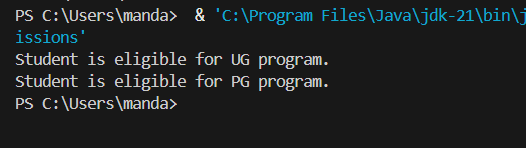 PS C:\Users\manda>  & 'C:\Program Files\Java\jdk-21\bin\j
issions'
Student is eligible for UG program.
Student is eligible for PG program.
PS C:\Users\manda>